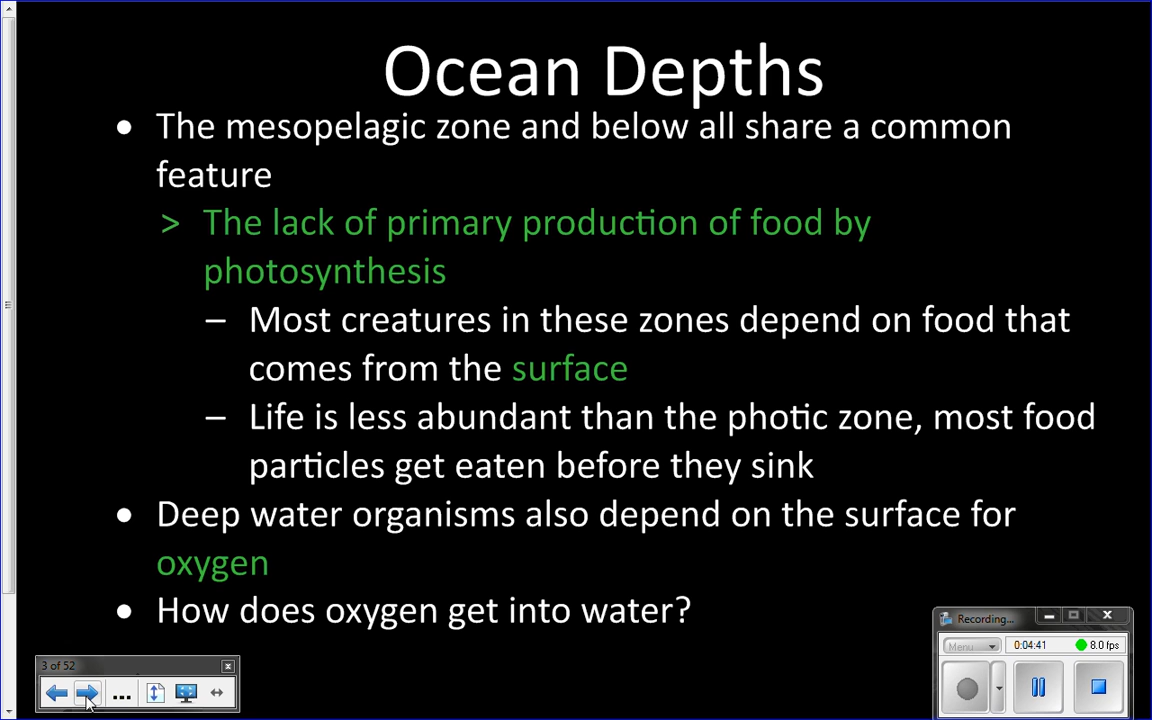 Ocean Depths
• The mesopelagic zone and below all share a common
feature
> The lack of primary production of food by
photosynthesis
– Most creatures in these zones depend on food that
comes from the surface
– Life is less abundant than the photic zone, most food
particles get eaten before they sink
• Deep water organisms also depend on the surface for
oxygen
• How does oxygen get into water?
Recording...
Menu 0:04:41 8.0 fps
3 of 52